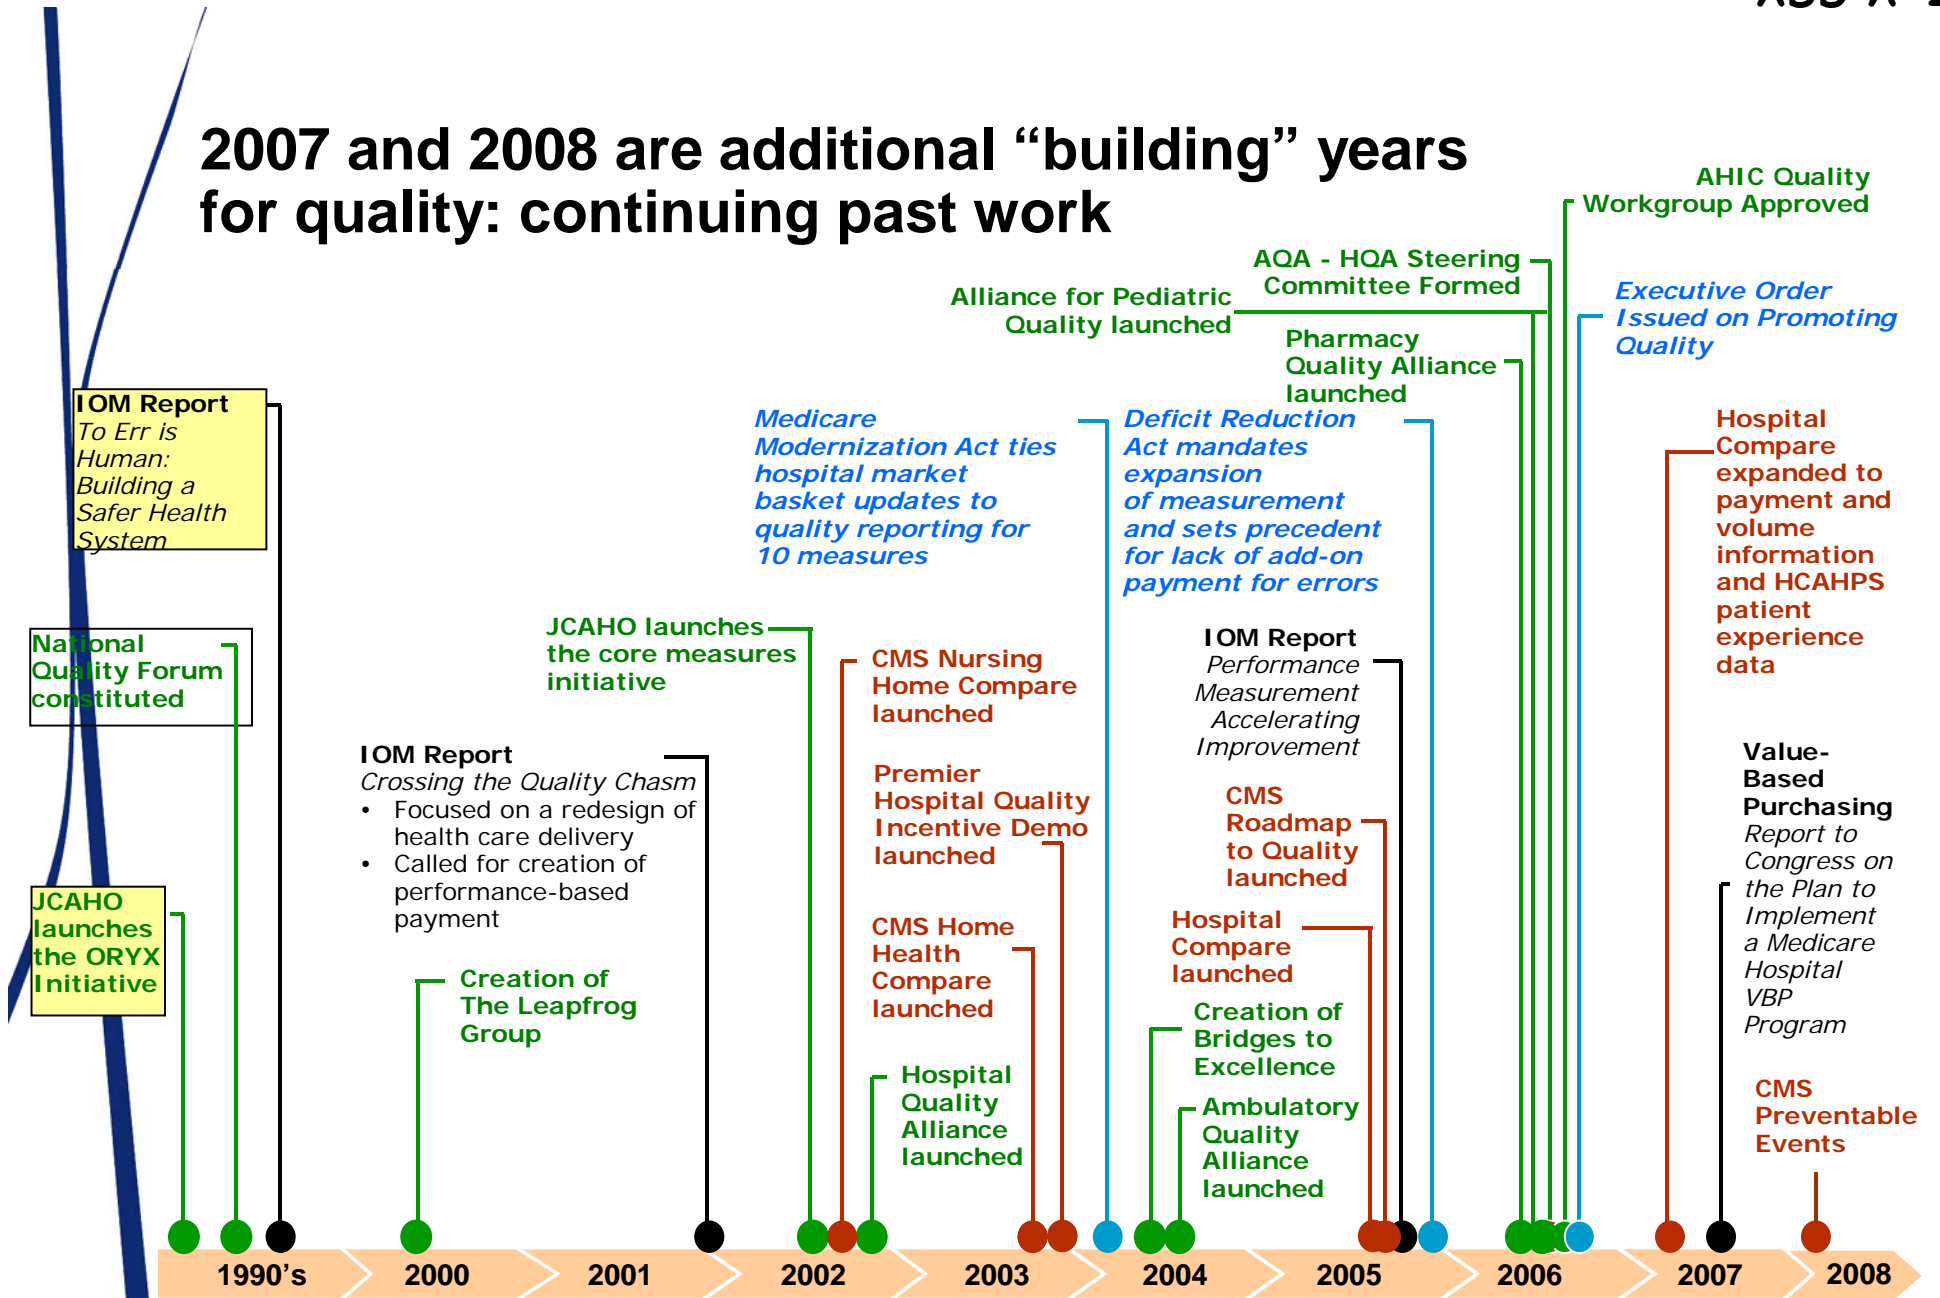 2007 and 2008 are additional “building” years
for quality: continuing past work
AHIC Quality
Workgroup Approved
AQA - HQA Steering
Committee Formed
Alliance for Pediatric
Quality launched
Executive Order
Issued on Promoting
Quality
Pharmacy
Quality Alliance
launched
IOM Report
To Err is
Human:
Building a
Safer Health
System
Medicare
Modernization Act ties
hospital market
basket updates to
quality reporting for
10 measures
Deficit Reduction
Act mandates
expansion
of measurement
and sets precedent
for lack of add-on
payment for errors
Hospital
Compare
expanded to
payment and
volume
information
and HCAHPS
patient
experience
data
National
Quality Forum
constituted
JCAHO launches
the core measures
initiative
CMS Nursing
Home Compare
launched
IOM Report
Performance
Measurement
Accelerating
Improvement
IOM Report
Crossing the Quality Chasm
• Focused on a redesign of
health care delivery
• Called for creation of
performance-based
payment
Premier
Hospital Quality
Incentive Demo
launched
CMS
Roadmap
to Quality
launched
Value-
Based
Purchasing
Report to
Congress on
the Plan to
Implement
a Medicare
Hospital
VBP
Program
JCAHO
launches
the ORYX
Initiative
CMS Home
Health
Compare
launched
Hospital
Compare
launched
Creation of
The Leapfrog
Group
Creation of
Bridges to
Excellence
Hospital
Quality
Alliance
launched
Ambulatory
Quality
Alliance
launched
CMS
Preventable
Events
1990’s 2000 2001 2002 2003 2004 2005 2006 2007 2008